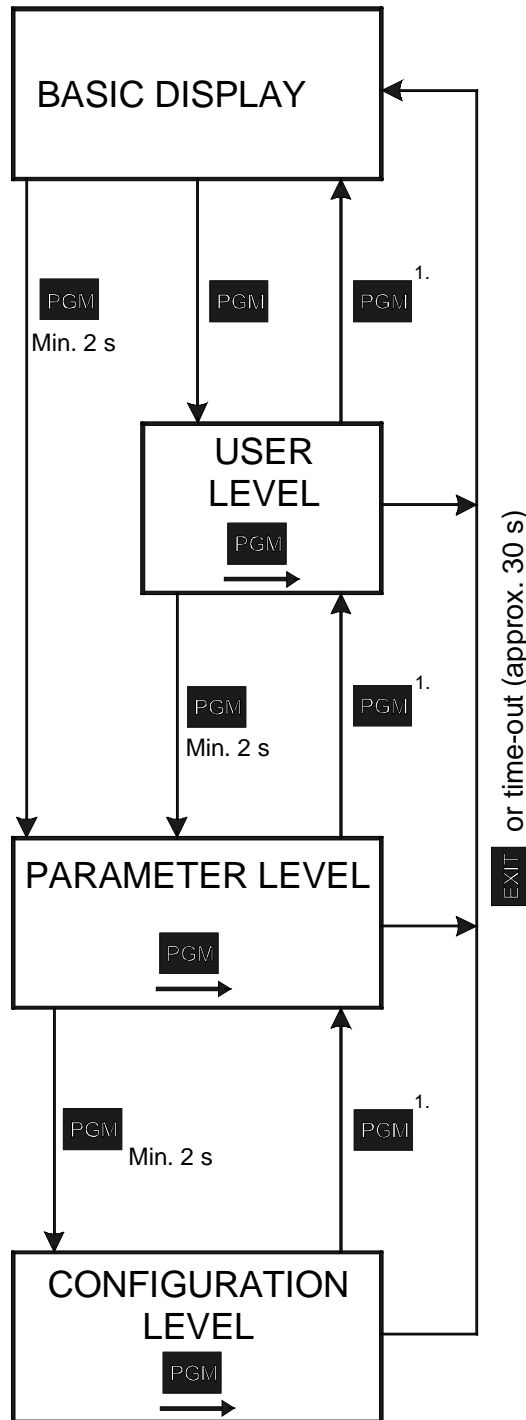 BASIC DISPLAY
PGM
Min. 2 s
PGM
PGM 1.
USER
LEVEL
PGM
PGM
Min. 2 s
PGM 1.
EXIT or time-out (approx. 30 s)
PARAMETER LEVEL
PGM
PGM
Min. 2 s
PGM 1.
CONFIGURATION
LEVEL
PGM